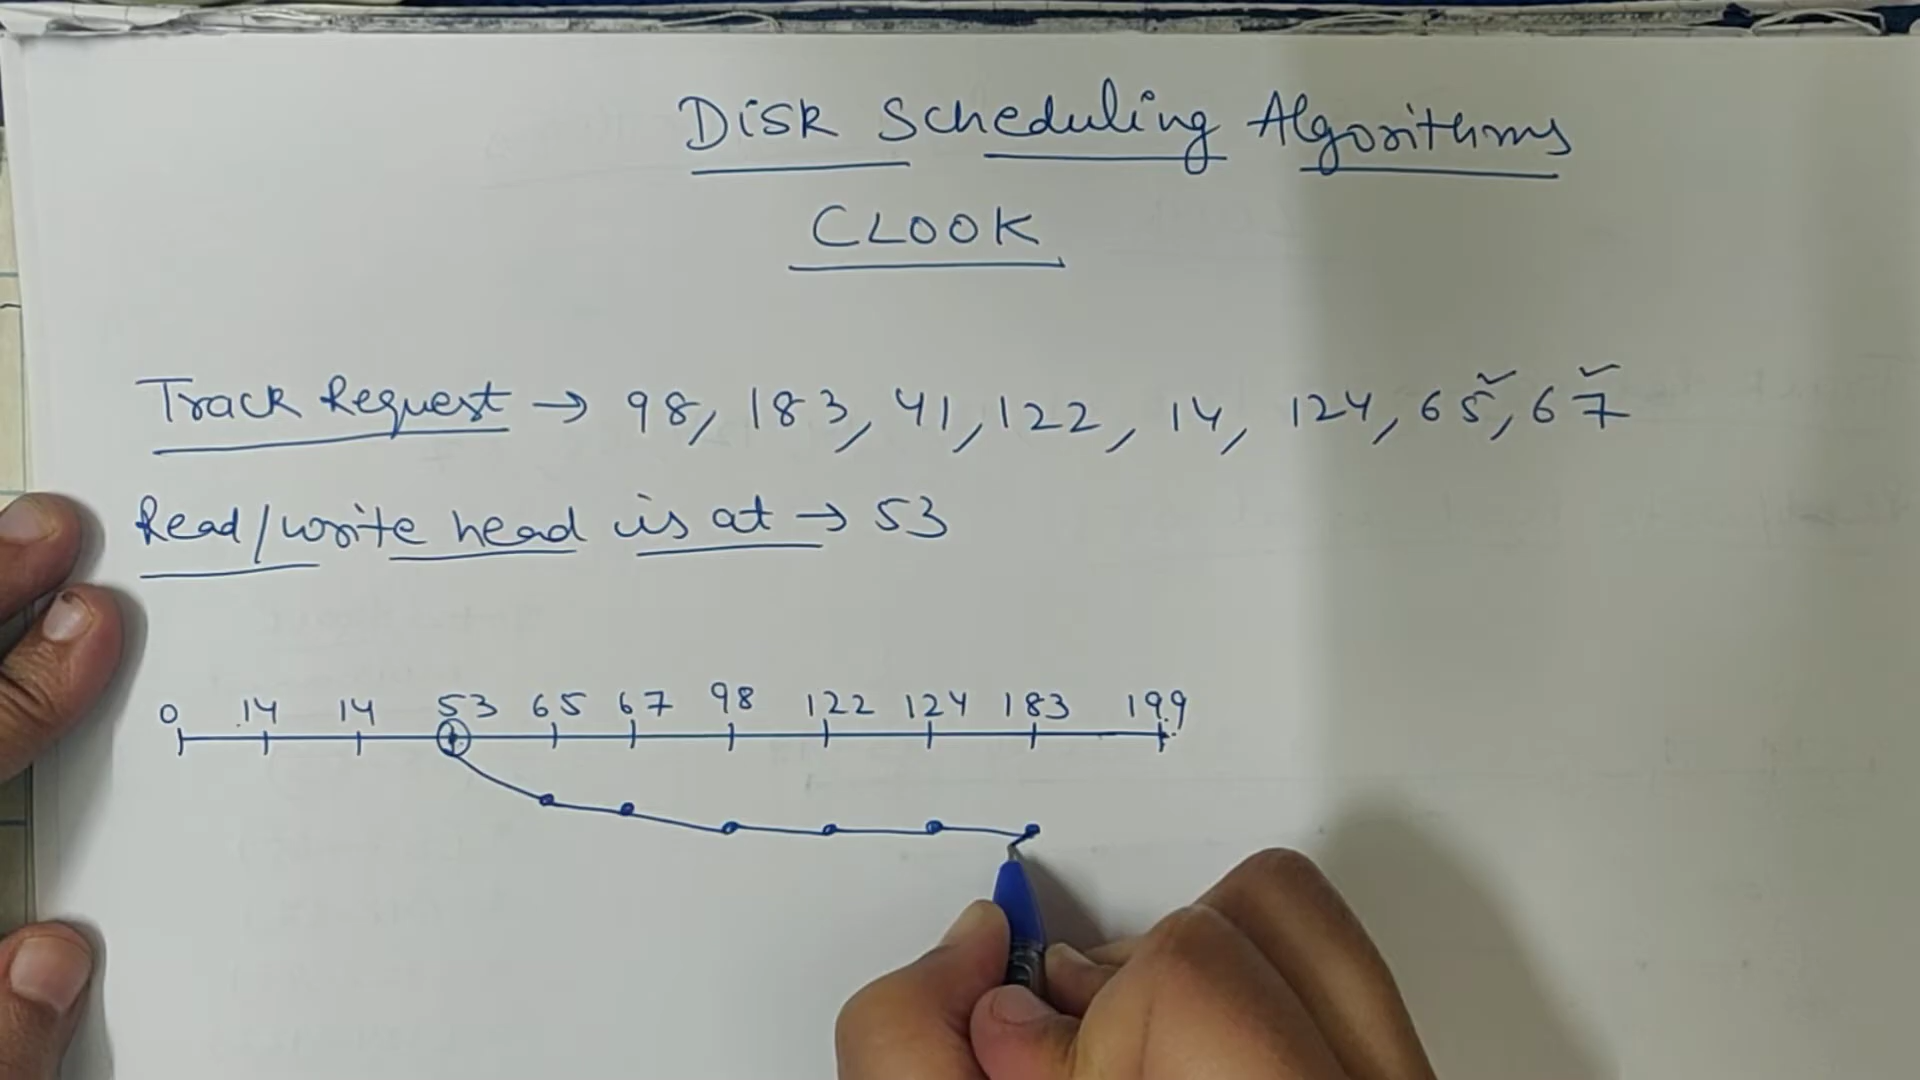 Disk Scheduling Algorithms
CLOOK
Track Request → 98, 183, 41, 122, 14, 124, 65, 67
Read/write head is at → 53
0 14 14 53 65 67 98 122 124 183 199